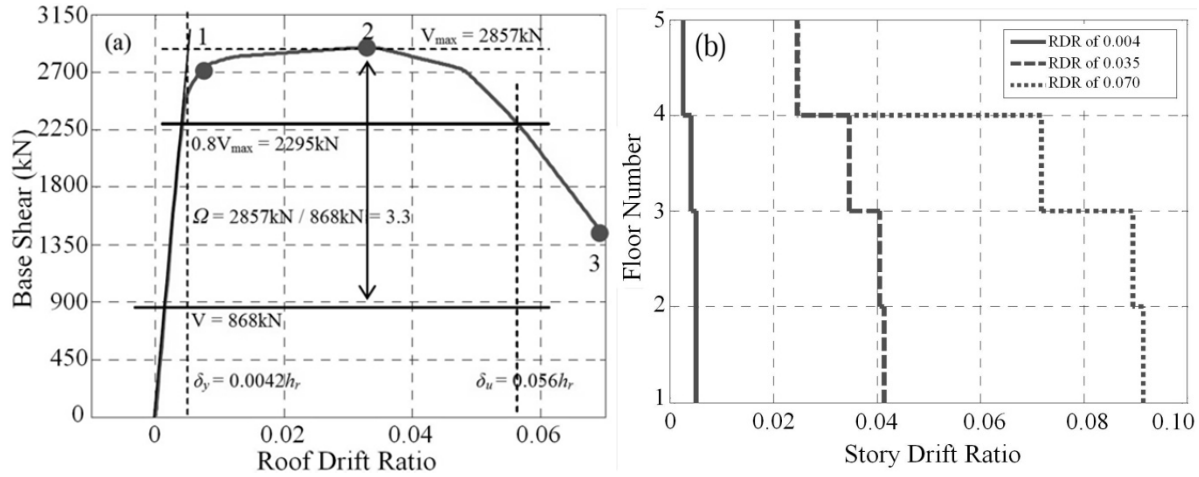 (a)
Base Shear (kN)
3150
2700
2250
1800
1350
900
450
0
1
2
3
V_max = 2857kN
0.8V_max = 2295kN
Ω = 2857kN / 868kN = 3.3
V = 868kN
δ_y = 0.0042h_r
δ_u = 0.056h_r
0 0.02 0.04 0.06
Roof Drift Ratio
(b)
Floor Number
5
4
3
2
1
RDR of 0.004
RDR of 0.035
RDR of 0.070
0 0.02 0.04 0.06 0.08 0.10
Story Drift Ratio